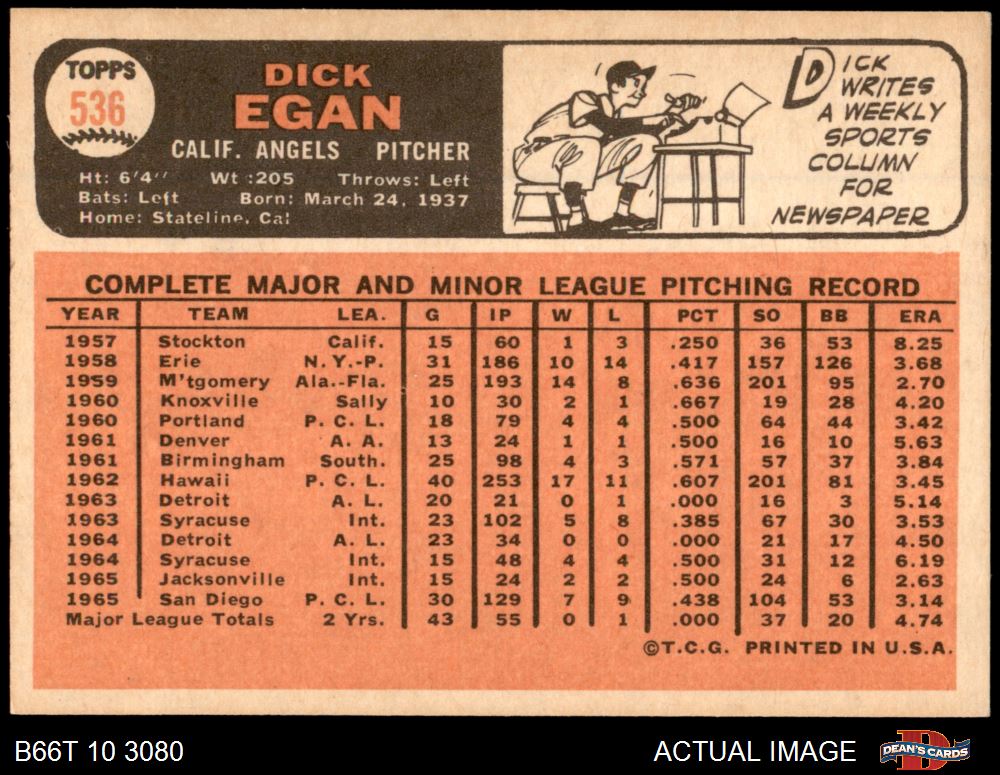 TOPPS
536
DICK
EGAN
CALIF. ANGELS PITCHER
Ht: 6'4" Wt :205 Throws: Left
Bats: Left Born: March 24, 1937
Home: Stateline, Cal
DICK
WRITES
A WEEKLY
SPORTS
COLUMN
FOR
NEWSPAPER
COMPLETE MAJOR AND MINOR LEAGUE PITCHING RECORD
YEAR TEAM LEA. G IP W L PCT SO BB ERA
1957 Stockton Calif. 15 60 1 3 .250 36 53 8.25
1958 Erie N. Y.-P. 31 186 10 14 .417 157 126 3.68
1959 M'tgomery Ala.-Fla. 25 193 14 8 .636 201 95 2.70
1960 Knoxville Sally 10 30 2 1 .667 19 28 4.20
1960 Portland P. C. L. 18 79 4 4 .500 64 44 3.42
1961 Denver A. A. 13 24 1 1 .500 16 10 5.63
1961 Birmingham South. 25 98 4 3 .571 57 37 3.84
1962 Hawaii P. C. L. 40 253 17 11 .607 201 81 3.45
1963 Detroit A. L. 20 21 0 1 .000 16 3 5.14
1963 Syracuse Int. 23 102 5 8 .385 67 30 3.53
1964 Detroit A. L. 23 34 0 0 .000 21 17 4.50
1964 Syracuse Int. 15 48 4 4 .500 31 12 6.19
1965 Jacksonville Int. 15 24 2 2 .500 24 6 2.63
1965 San Diego P. C. L. 30 129 7 9 .438 104 53 3.14
Major League Totals 2 Yrs. 43 55 0 1 .000 37 20 4.74
©T.C.G. PRINTED IN U.S.A.
B66T 10 3080
ACTUAL IMAGE
DEAN'S CARDS